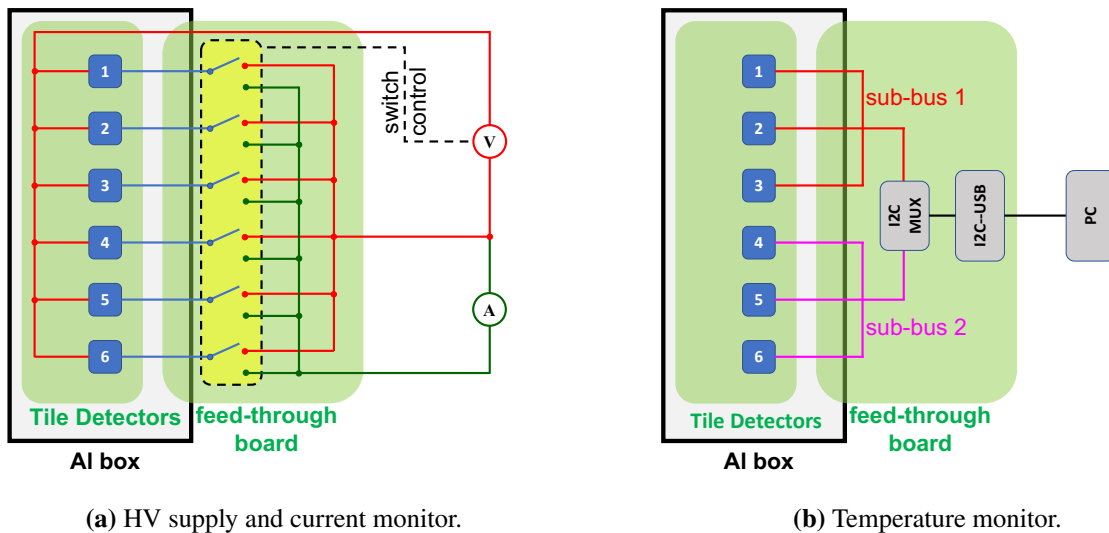 1
2
3
4
5
6
switch
control
V
A
Tile Detectors
feed-through
board
Al box
(a) HV supply and current monitor.
1
2
3
4
5
6
sub-bus 1
sub-bus 2
I2C
MUX
I2C--USB
PC
Tile Detectors
feed-through
board
Al box
(b) Temperature monitor.